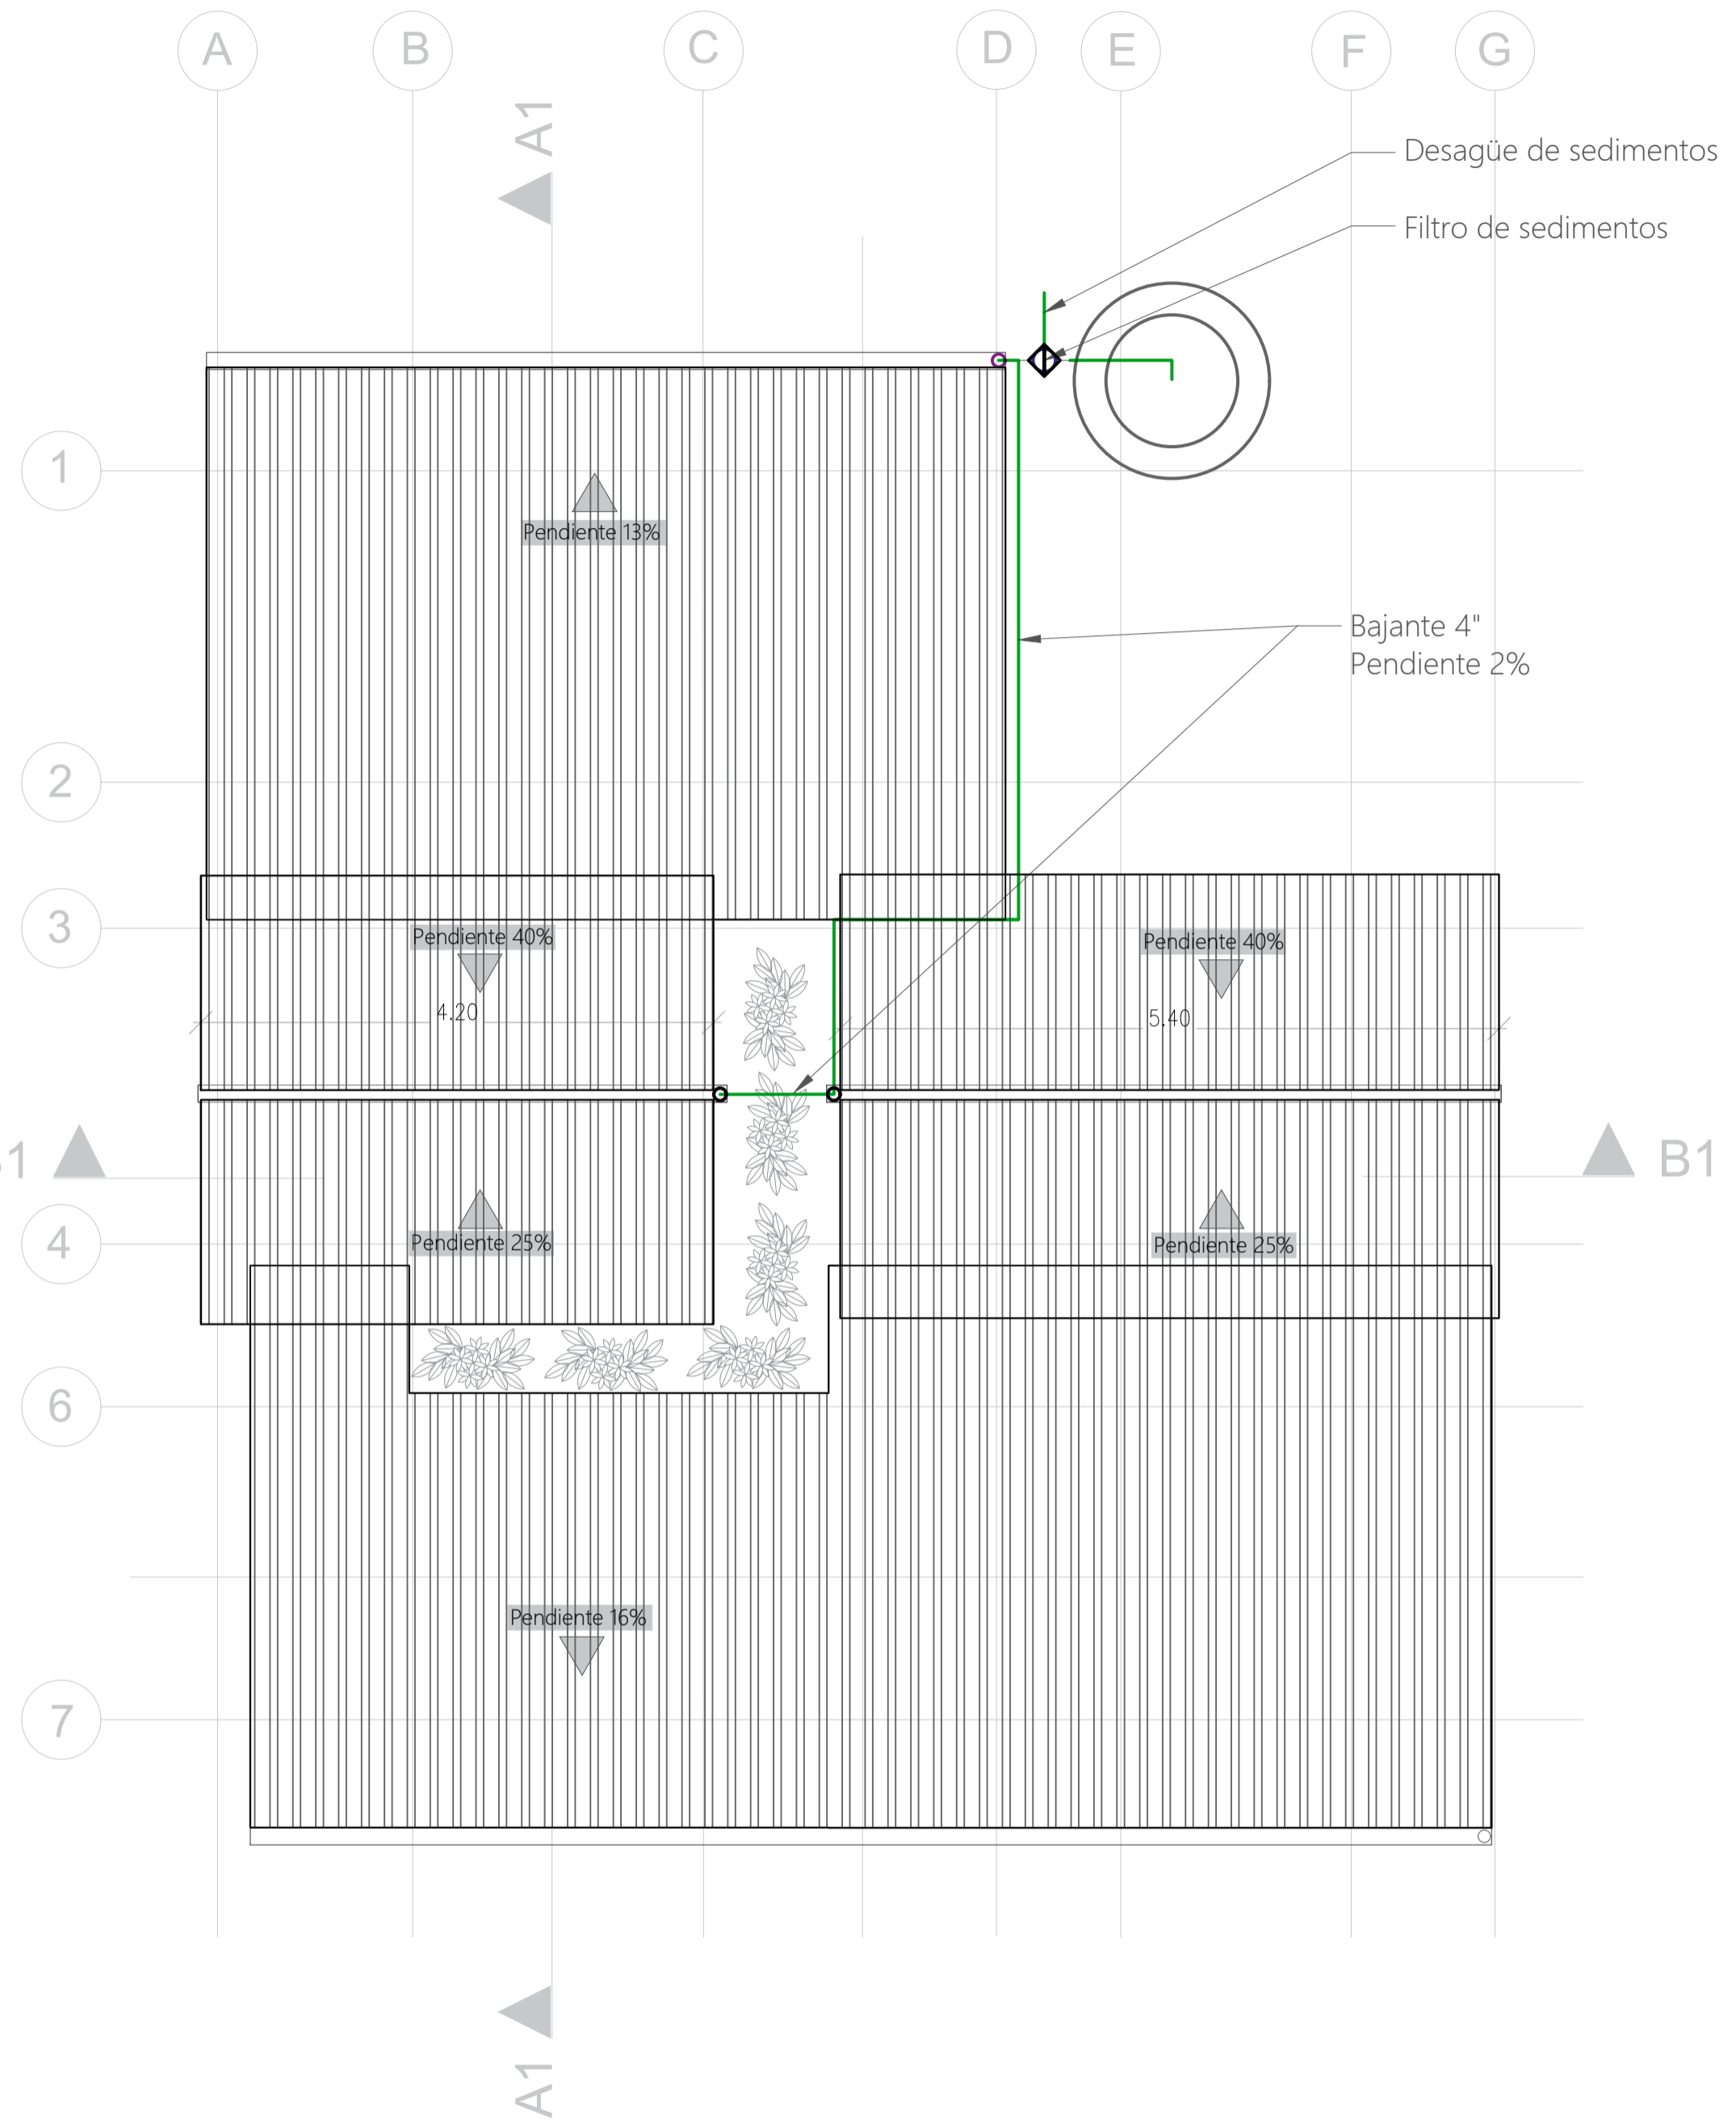 A
B
C
D
E
F
G
A1
Desagüe de sedimentos
Filtro de sedimentos
1
Pendiente 13%
Bajante 4"
Pendiente 2%
2
3
Pendiente 40%
Pendiente 40%
4.20
5.40
1
B1
4
Pendiente 25%
Pendiente 25%
6
Pendiente 16%
7
A1